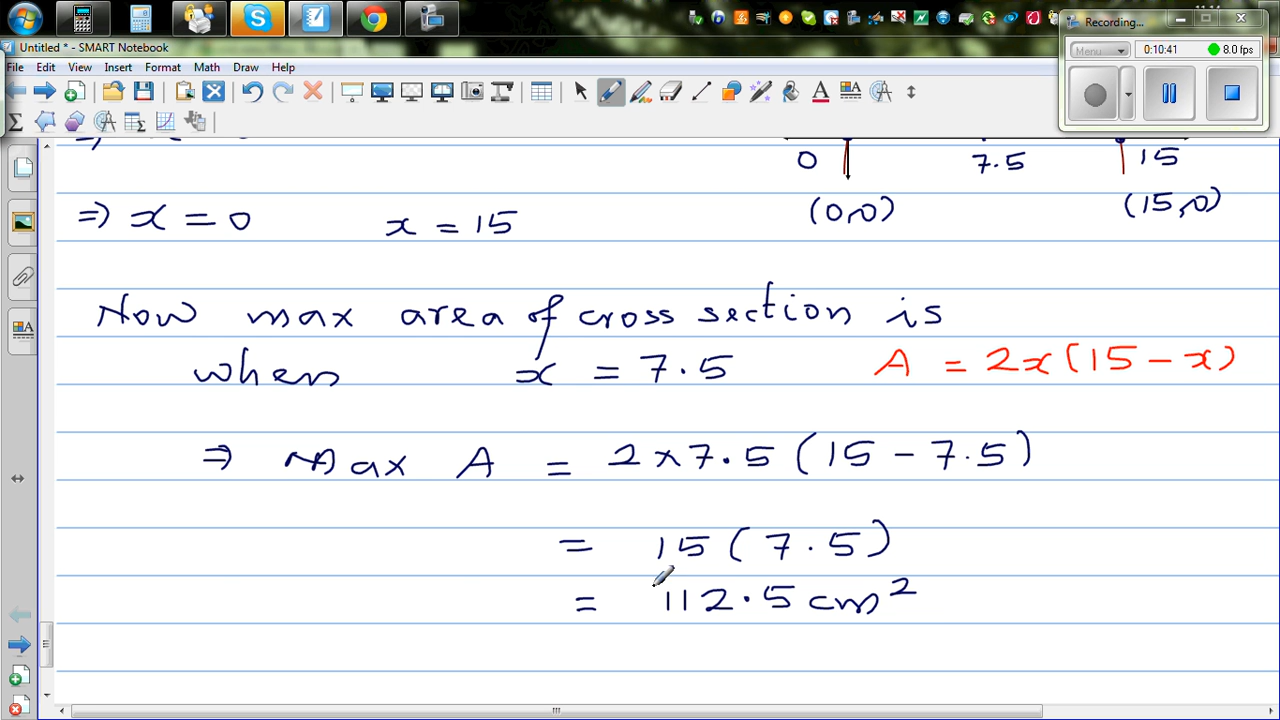 Recording...
Untitled * - SMART Notebook
Menu
0:10:41
8.0 fps
File Edit View Insert Format Math Draw Help
0 7.5 15
(0,0) (15,0)
⇒ x = 0 x = 15
Now max area of cross section is
when x = 7.5 A = 2x(15 - x)
⇒ Max A = 2x7.5(15 - 7.5)
= 15(7.5)
= 112.5 cm²